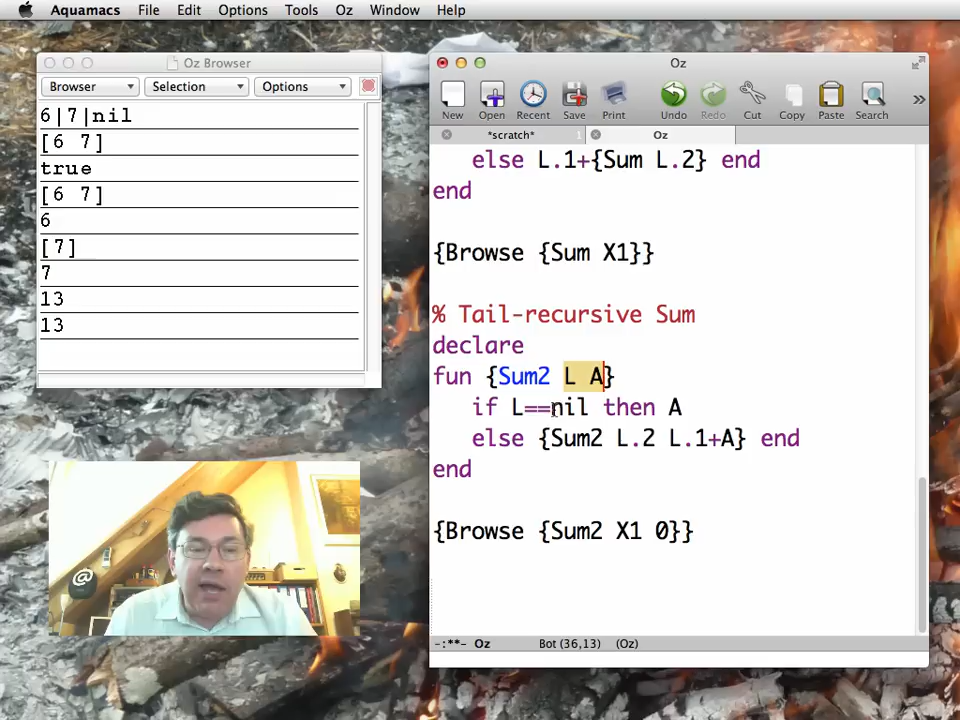 Aquamacs File Edit Options Tools Oz Window Help
Oz Browser
Browser Selection Options
6|7|nil
[6 7]
true
[6 7]
6
[7]
7
13
13
Oz
New Open Recent Save Print Undo Redo Cut Copy Paste Search »
*scratch* 1 Oz
else L.1+{Sum L.2} end
end
{Browse {Sum X1}}
% Tail-recursive Sum
declare
fun {Sum2 L A}
if L==nil then A
else {Sum2 L.2 L.1+A} end
end
{Browse {Sum2 X1 0}}
-:**- Oz Bot (36,13) (Oz)
@